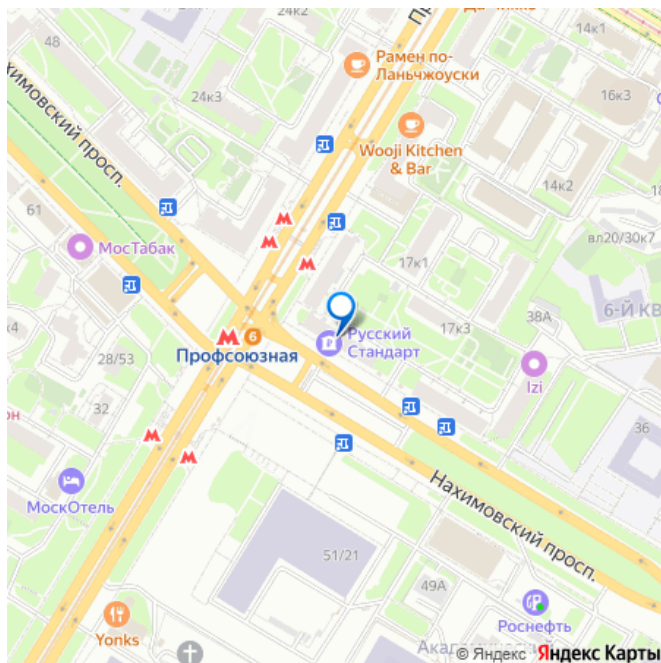 24к2
48
Рамен по-
Ланьчжоуски
16к3
24к3
Нахимовский просп.
Wooji Kitchen
& Bar
14к2
61
вл20/30к7
МосТабак
17к1
6-Й КВ
38А
17к3
6
Русский
Стандарт
Профсоюзная
28/53
Izi
32
36
МоскОтель
Нахимовский просп.
51/21
49А
Роснефть
Yonks
© Яндекс Яндекс Карты